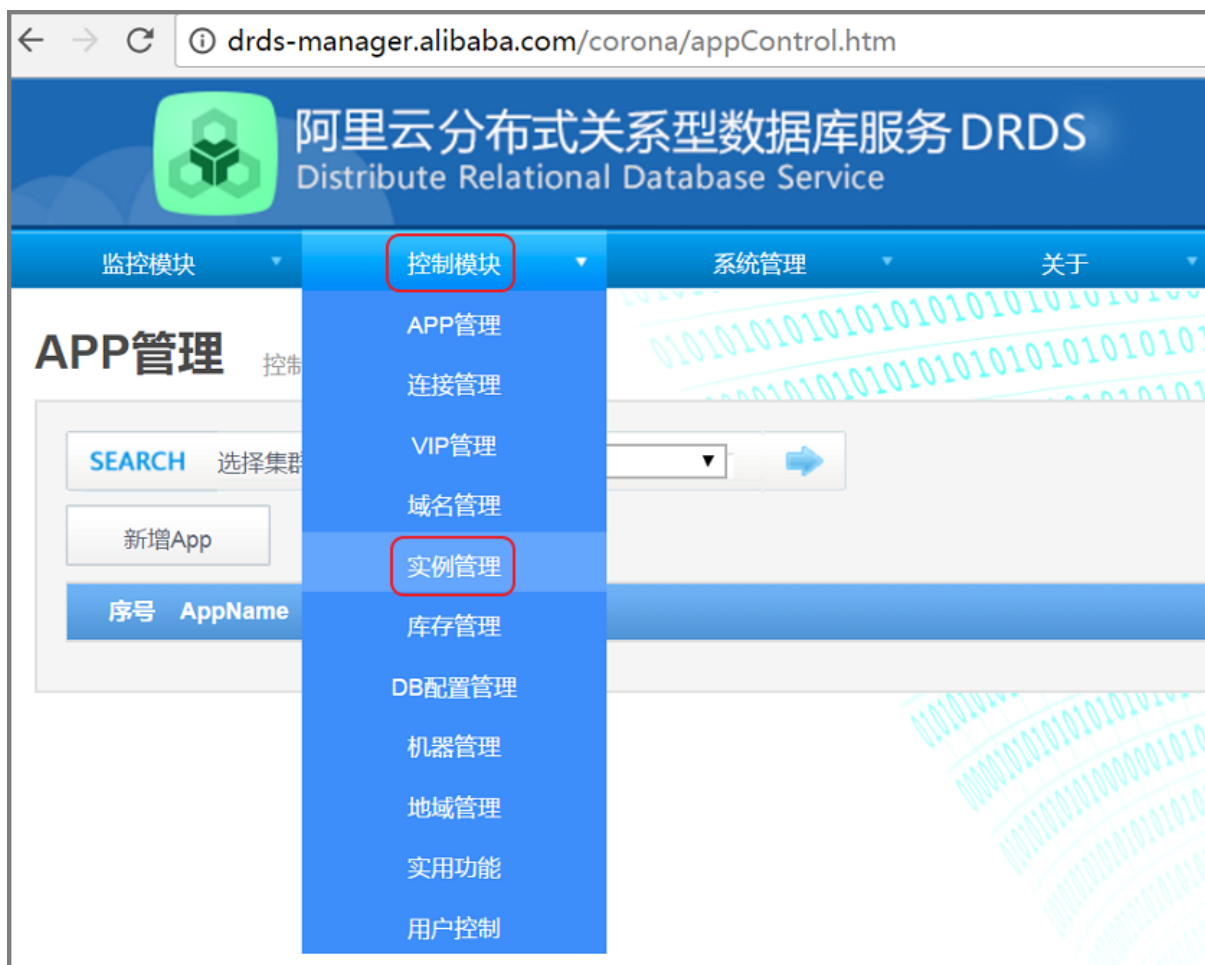 drds-manager.alibaba.com/corona/appControl.htm
阿里云分布式关系型数据库服务 DRDS
Distribute Relational Database Service
监控模块 控制模块 系统管理 关于
APP管理
连接管理
VIP管理
域名管理
实例管理
库存管理
DB配置管理
机器管理
地域管理
实用功能
用户控制
APP管理 控制
SEARCH 选择集群
新增App
序号 AppName